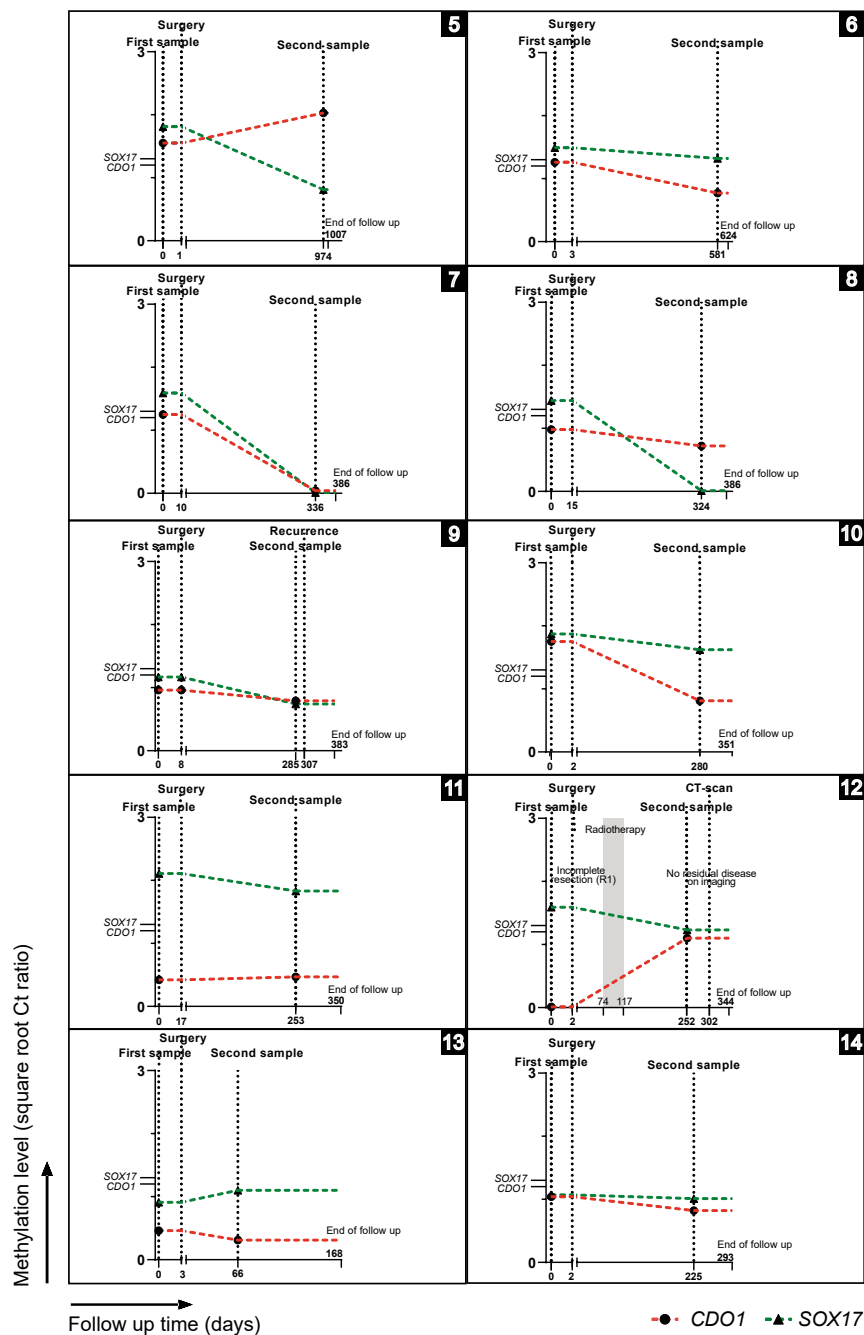 5
Surgery
First sample
Second sample
3
SOX17
CDO1
0
End of follow up
1007
0 1 974
6
Surgery
First sample
Second sample
3
SOX17
CDO1
0
End of follow up
624
0 3 581
7
Surgery
First sample
Second sample
3
SOX17
CDO1
0
End of follow up
386
0 10 336
8
Surgery
First sample
Second sample
3
SOX17
CDO1
0
End of follow up
386
0 15 324
9
Surgery
Recurrence
First sample
Second sample
3
SOX17
CDO1
0
End of follow up
383
0 8 285 307
10
Surgery
First sample
Second sample
3
SOX17
CDO1
0
End of follow up
351
0 2 280
11
Surgery
First sample
Second sample
3
SOX17
CDO1
0
End of follow up
350
0 17 253
12
Surgery
CT-scan
First sample
Second sample
3
Radiotherapy
Incomplete
resection (R1)
No residual disease
on imaging
SOX17
CDO1
0
End of follow up
344
74 117
0 2 252 302
13
Surgery
First sample
Second sample
3
SOX17
CDO1
0
End of follow up
168
0 3 66
14
Surgery
First sample
Second sample
3
SOX17
CDO1
0
End of follow up
293
0 2 225
Methylation level (square root Ct ratio)
Follow up time (days)
CDO1
SOX17